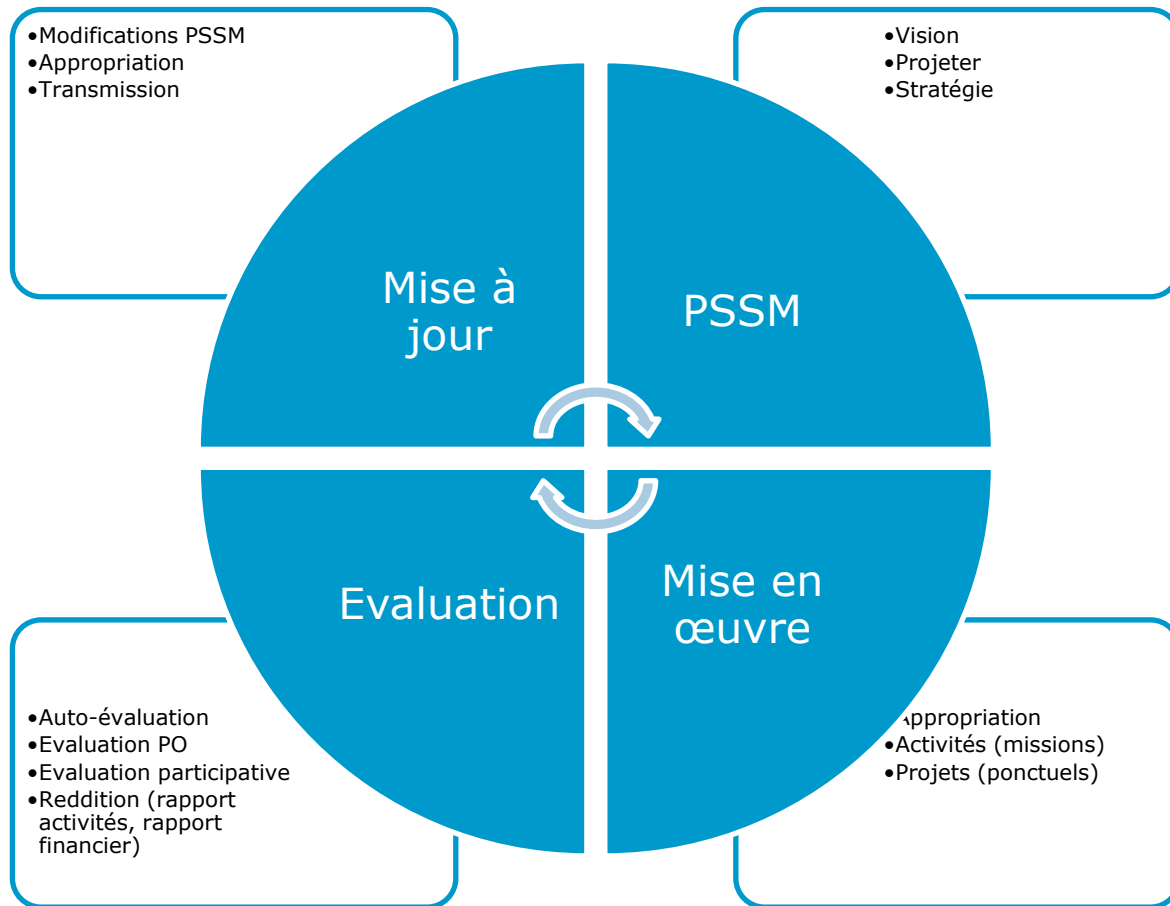 •Modifications PSSM
•Appropriation
•Transmission
•Vision
•Projeter
•Stratégie
Mise à
jour
PSSM
Evaluation
Mise en
œuvre
•Auto-évaluation
•Evaluation PO
•Evaluation participative
•Reddition (rapport
activités, rapport
financier)
Appropriation
•Activités (missions)
•Projets (ponctuels)